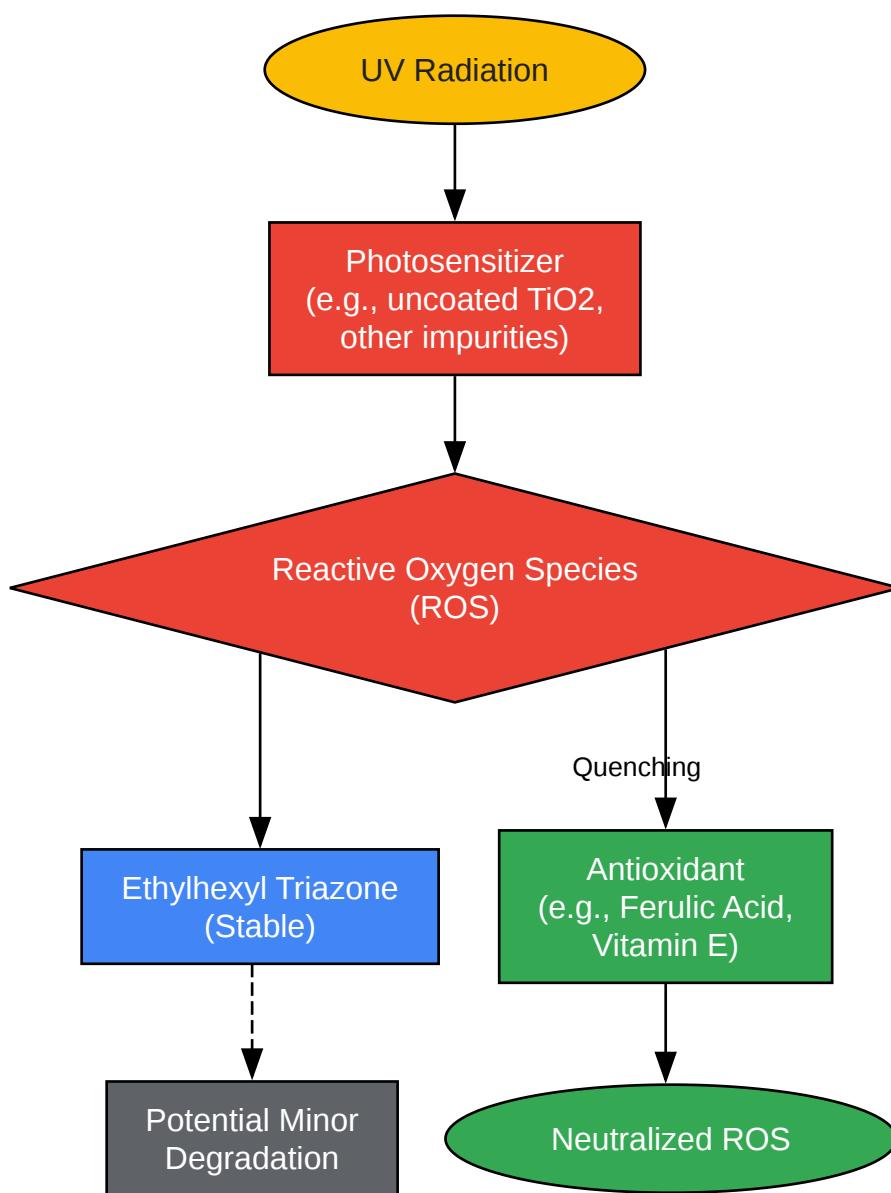 UV Radiation
Photosensitizer
(e.g., uncoated TiO2,
other impurities)
Reactive Oxygen Species
(ROS)
Quenching
Ethylhexyl Triazone
(Stable)
Antioxidant
(e.g., Ferulic Acid,
Vitamin E)
Potential Minor
Degradation
Neutralized ROS